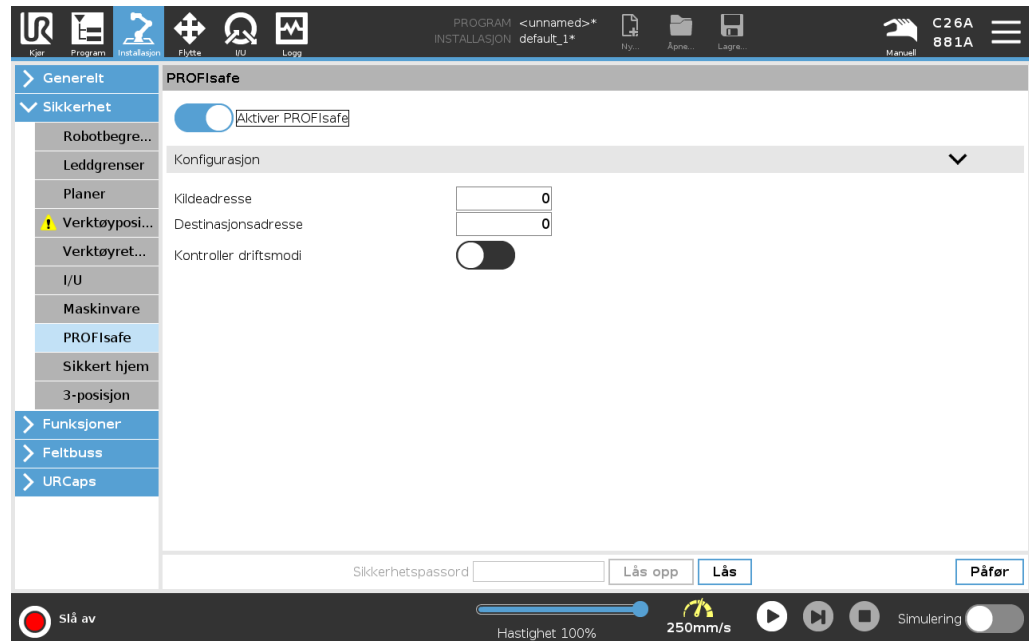 UR
Kjør
Program
Installasjon
Flytte
I/U
Logg
PROGRAM <unnamed>*
INSTALLASJON default_1*
Ny...
Åpne...
Lagre...
Manuell
C26A
881A
Generelt
Sikkerhet
Robotbegre...
Leddgrenser
Planer
Verktøyposi...
Verktøyret...
I/U
Maskinvare
PROFIsafe
Sikkert hjem
3-posisjon
Funksjoner
Feltbuss
URCaps
PROFIsafe
Aktiver PROFIsafe
Konfigurasjon
Kildeadresse 0
Destinasjonsadresse 0
Kontroller driftsmodi
Sikkerhetspassord Lås opp Lås Påfør
Slå av
Hastighet 100%
250mm/s
Simulering